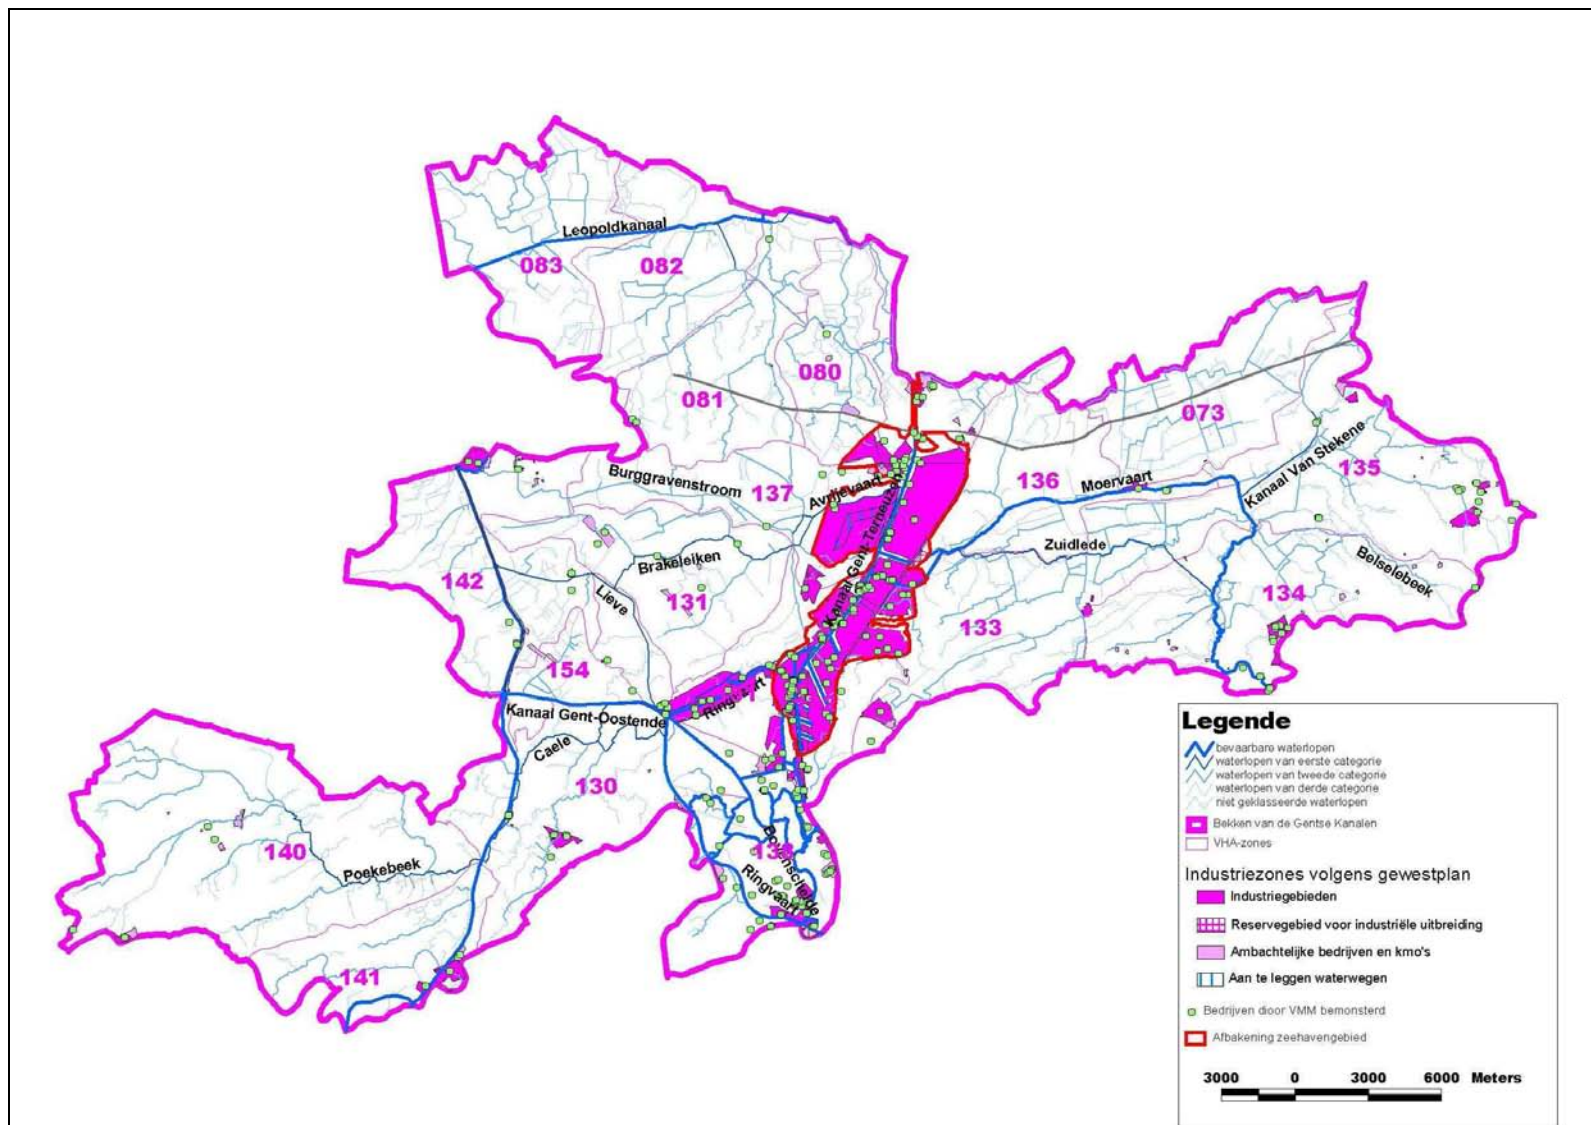 Leopoldkanaal
083
082
080
081
073
Kanaal Van Stekene
135
Burggravenstroom
137
Avrijevaart
136
Moervaart
Kanaal Gent-Terneuzen
Zuidlede
Belselebeek
142
Brakeleiken
Lieve
131
134
133
154
Ringvaart
Kanaal Gent-Oostende
Caele
130
140
Poekebeek
Bovenschelde
Ringvaart
141
Legende
bevaarbare waterlopen
waterlopen van eerste categorie
waterlopen van tweede categorie
waterlopen van derde categorie
niet geklasseerde waterlopen
Bekken van de Gentse Kanalen
VHA-zones
Industriezones volgens gewestplan
Industriegebieden
Reservegebied voor industriële uitbreiding
Ambachtelijke bedrijven en kmo's
Aan te leggen waterwegen
Bedrijven dioor VMM bemonsterd
Afbakening zeehavengebied
3000 0 3000 6000 Meters